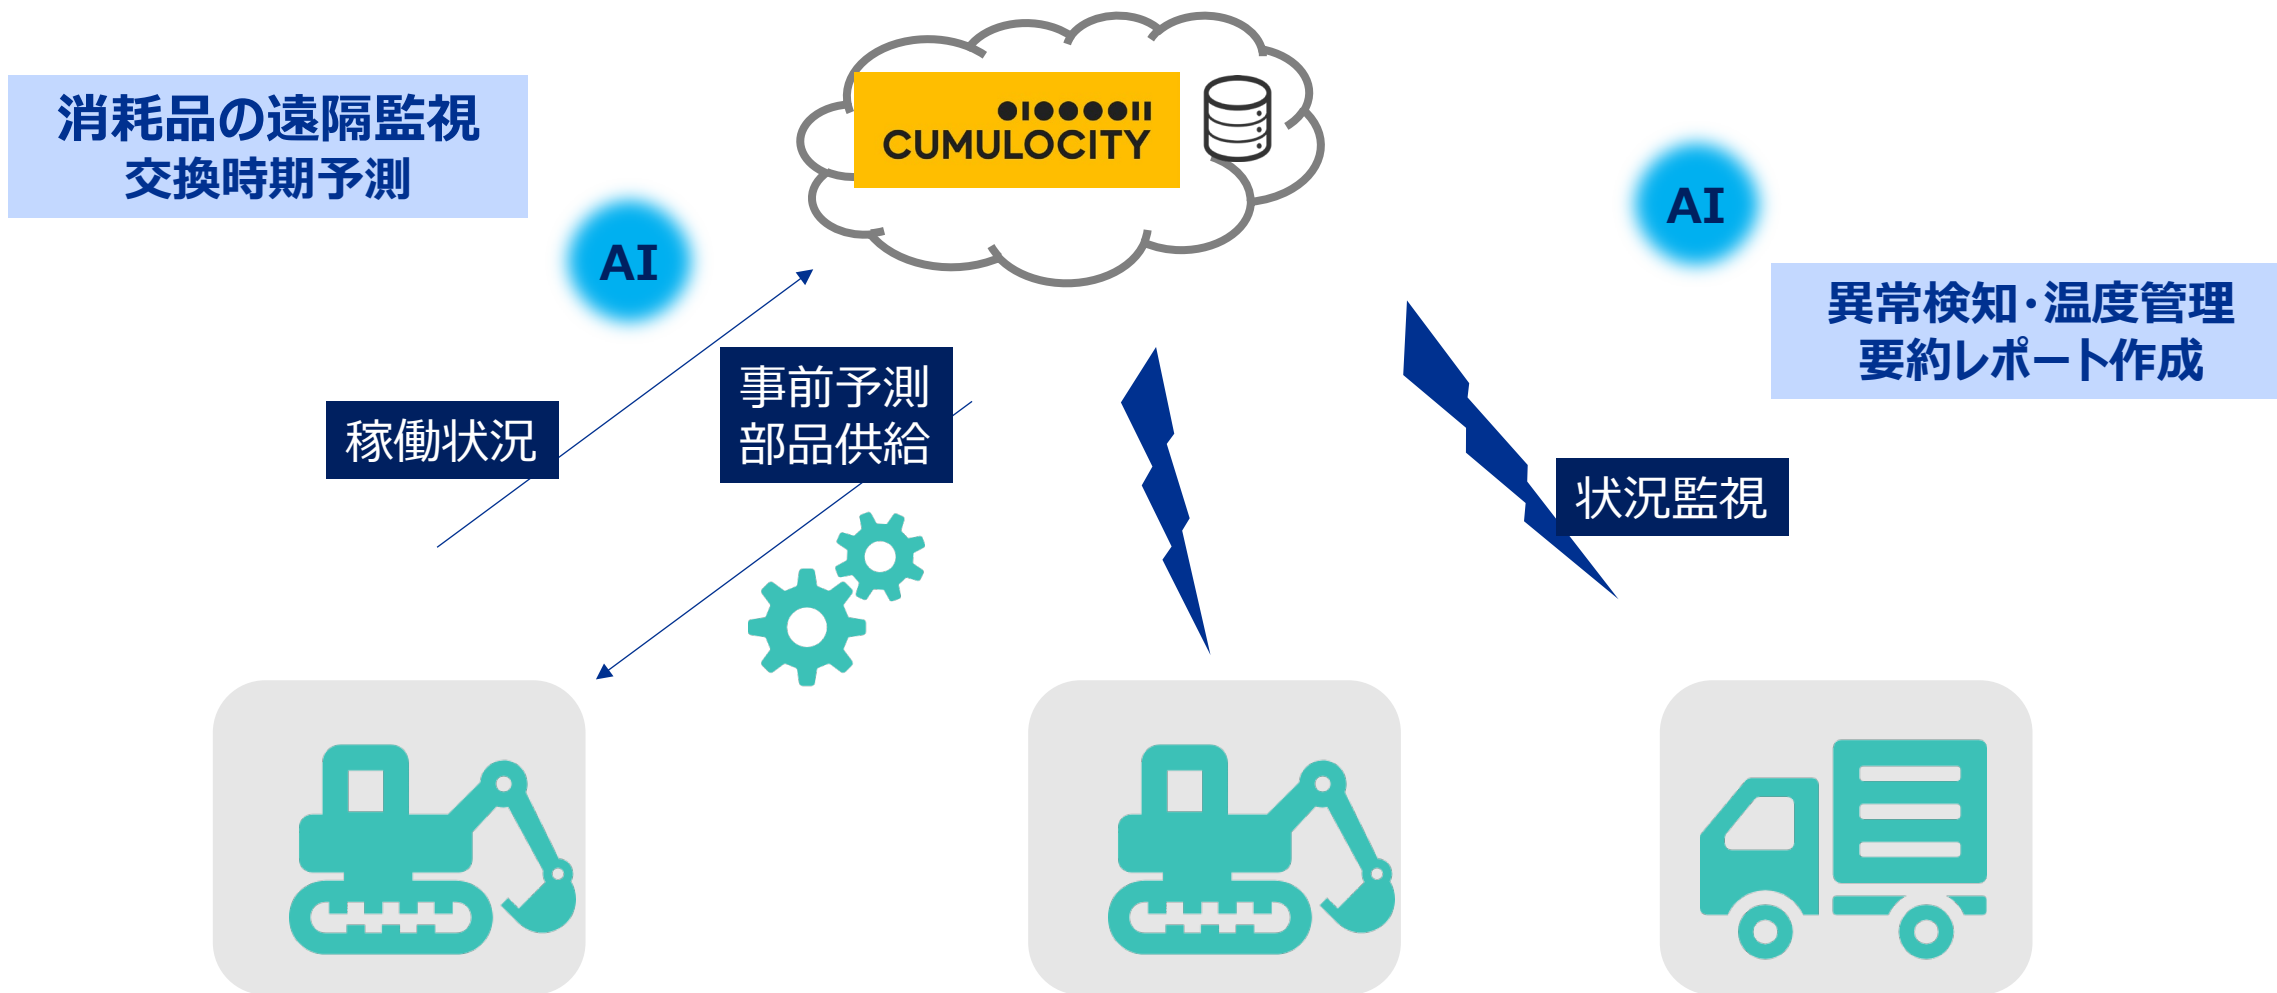 消耗品の遠隔監視
交換時期予測
CUMULOCITY
AI
AI
異常検知・温度管理
要約レポート作成
稼働状況
事前予測
部品供給
状況監視